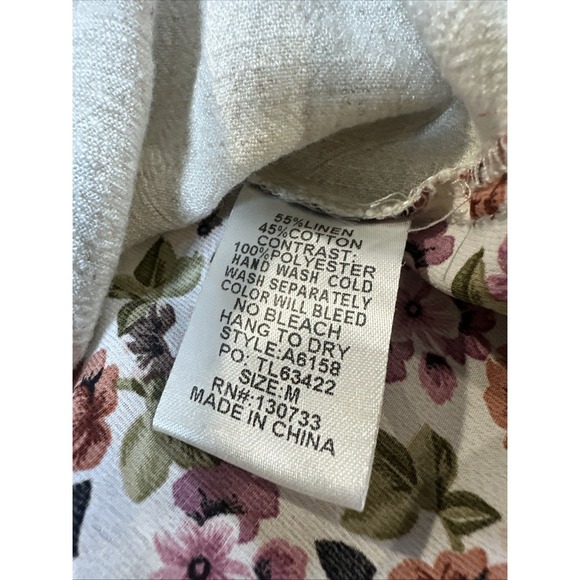 55%LINEN
45%COTTON
CONTRAST:
100%POLYESTER
HAND WASH COLD
WASH SEPARATELY
COLOR WILL BLEED
NO BLEACH
HANG TO DRY
STYLE:A6158
PO: TL63422
SIZE:M
RN#:130733
MADE IN CHINA